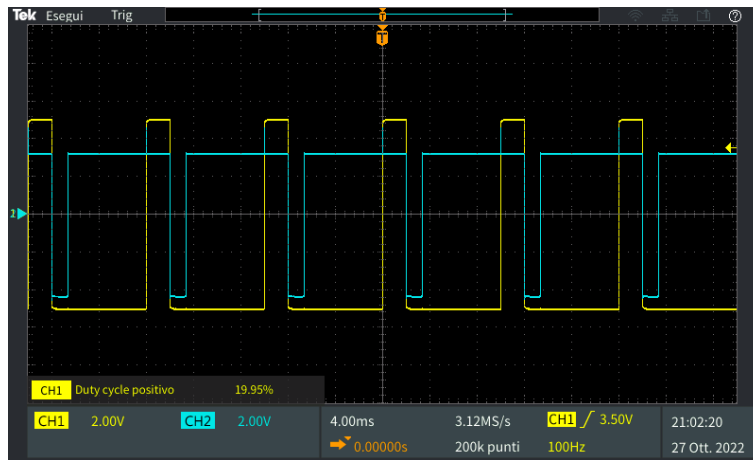 Tek Esegui Trig
T
T
CH1 Duty cycle positivo 19.95%
CH1 2.00V CH2 2.00V
4.00ms 3.12MS/s CH1 3.50V 21:02:20
0.00000s 200k punti 100Hz 27 Ott. 2022